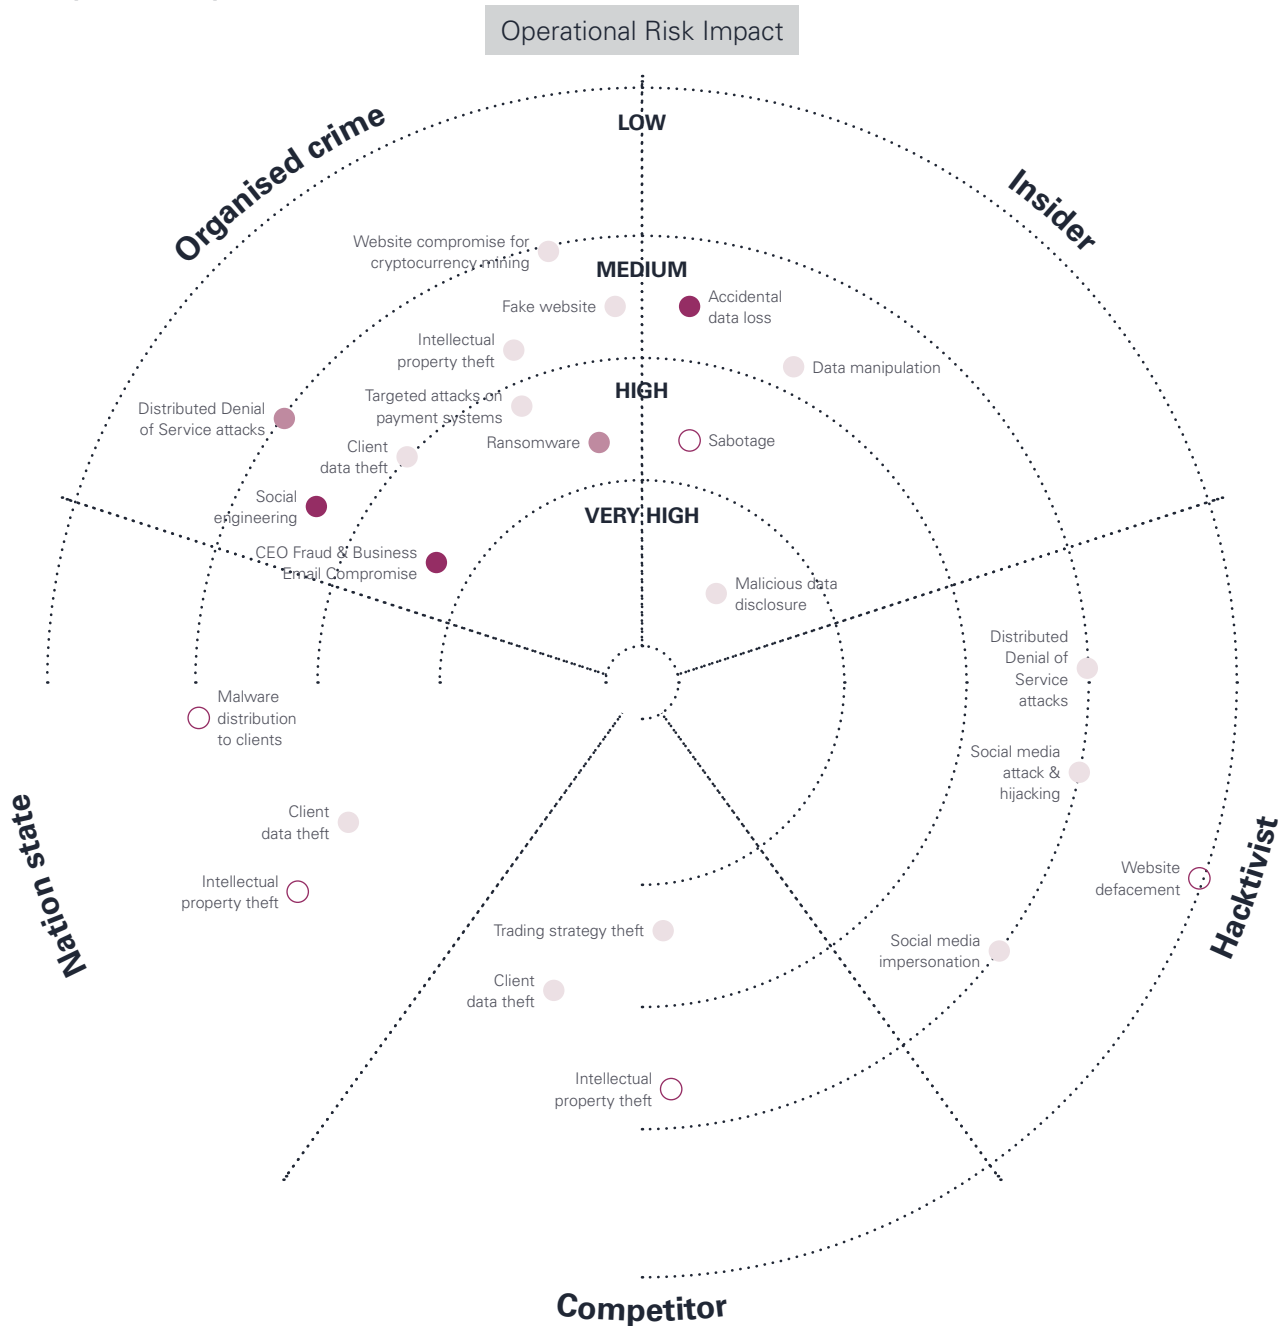 Operational Risk Impact
LOW
Organised crime
Insider
Website compromise for
cryptocurrency mining
MEDIUM
Fake website
Accidental
data loss
Intellectual
property theft
Data manipulation
HIGH
Targeted attacks on
payment systems
Distributed Denial
of Service attacks
Ransomware
Sabotage
Client
data theft
Social
engineering
VERY HIGH
CEO Fraud & Business
Email Compromise
Malicious data
disclosure
Distributed
Denial of
Service
attacks
Malware
distribution
to clients
Social media
attack &
hijacking
Nation state
Client
data theft
Hacktivist
Website
defacement
Intellectual
property theft
Trading strategy theft
Social media
impersonation
Client
data theft
Intellectual
property theft
Competitor